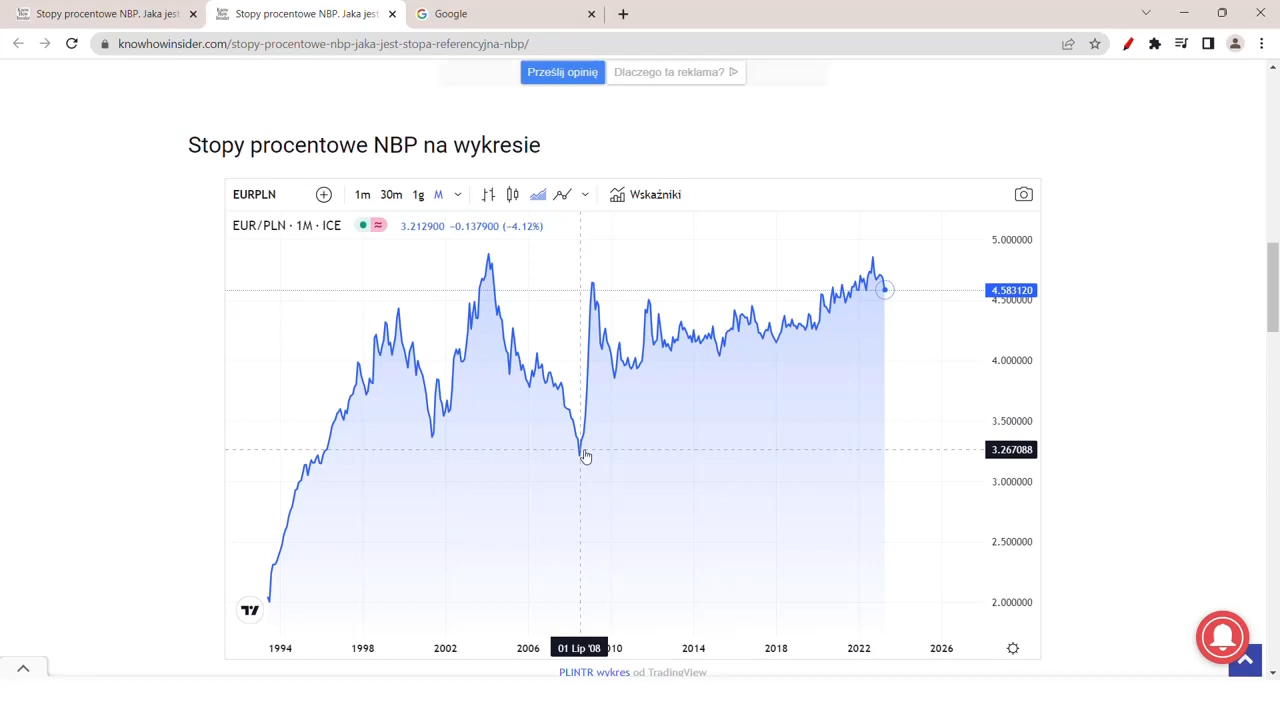 Stopy procentowe NBP. Jaka jest
Stopy procentowe NBP. Jaka jest
Google
knowhowinsider.com/stopy-procentowe-nbp-jaka-jest-stopa-referencyjna-nbp/
Prześlij opinię
Dlaczego ta reklama?
Stopy procentowe NBP na wykresie
EURPLN
1m 30m 1g M
Wskaźniki
EUR/PLN · 1M · ICE
3.212900 −0.137900 (−4.12%)
5.000000
4.583120
4.500000
4.000000
3.500000
3.267088
3.000000
2.500000
2.000000
1994 1998 2002 2006 01 Lip '08 2010 2014 2018 2022 2026
PLINTR wykres od TradingView